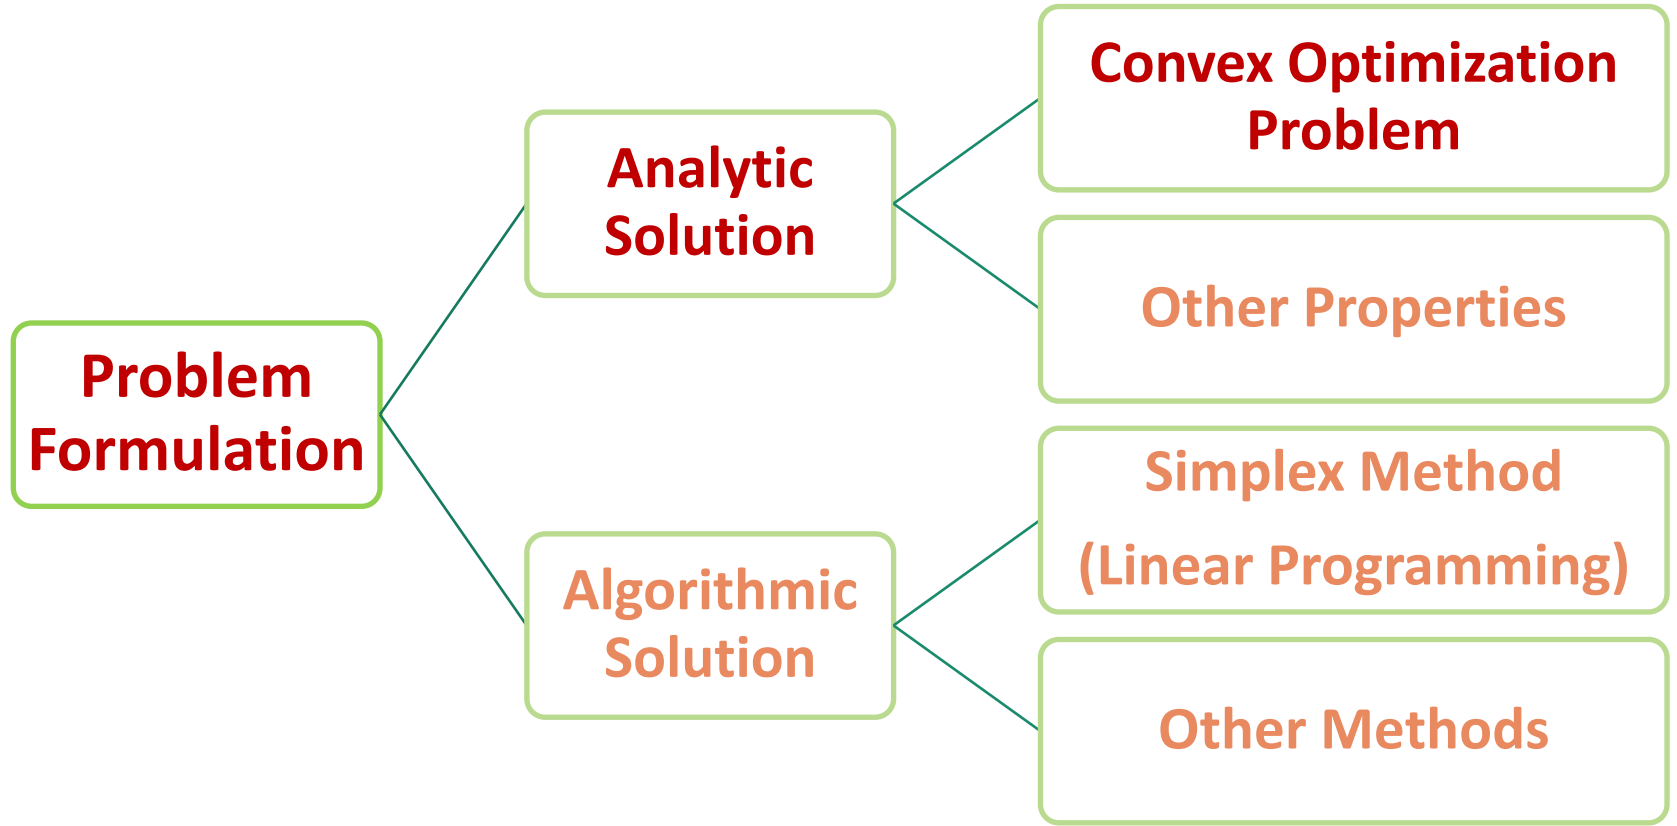 Problem
Formulation
Analytic
Solution
Convex Optimization
Problem
Other Properties
Algorithmic
Solution
Simplex Method
(Linear Programming)
Other Methods